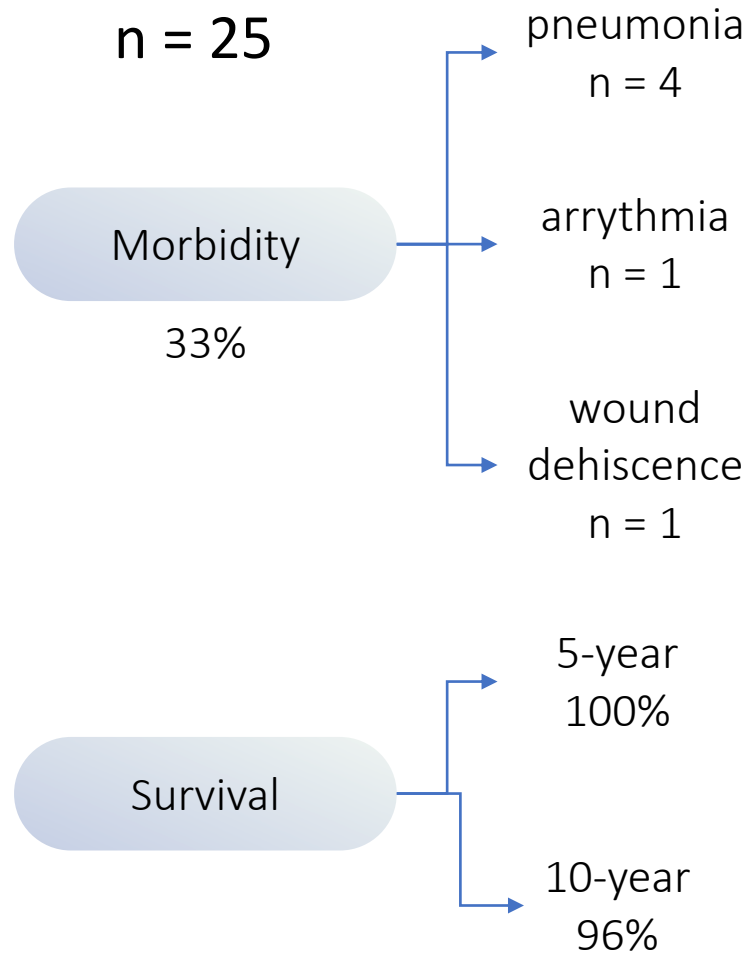 n = 25
pneumonia
n = 4
arrythmia
n = 1
Morbidity
33%
wound
dehiscence
n = 1
5-year
100%
Survival
10-year
96%